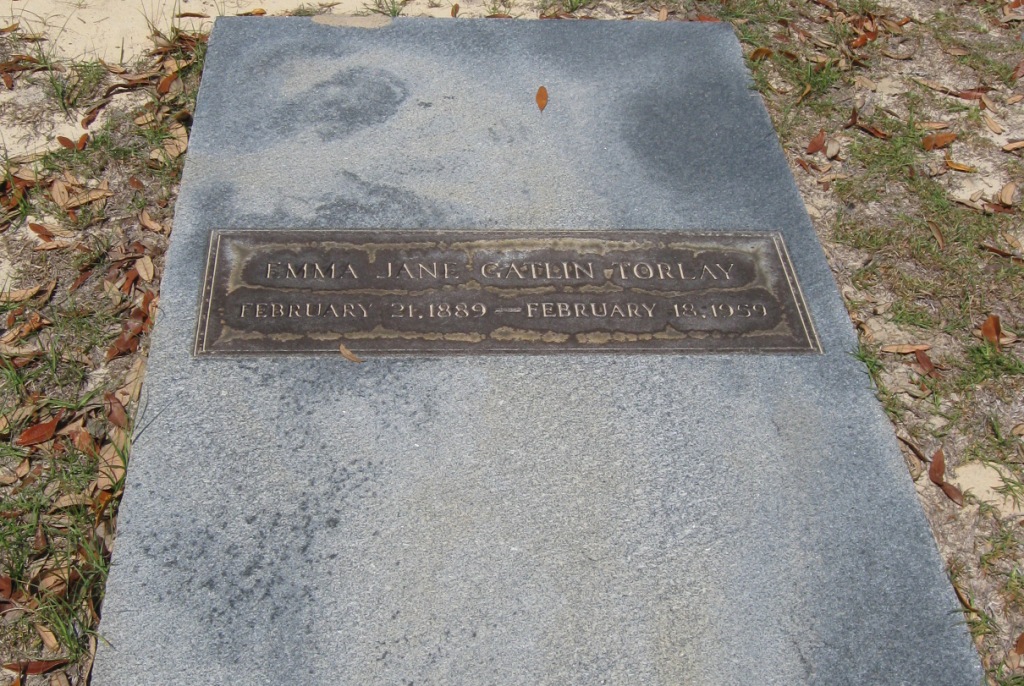 EMMA JANE GATLIN TORLAY
FEBRUARY 21, 1889 — FEBRUARY 18, 1959